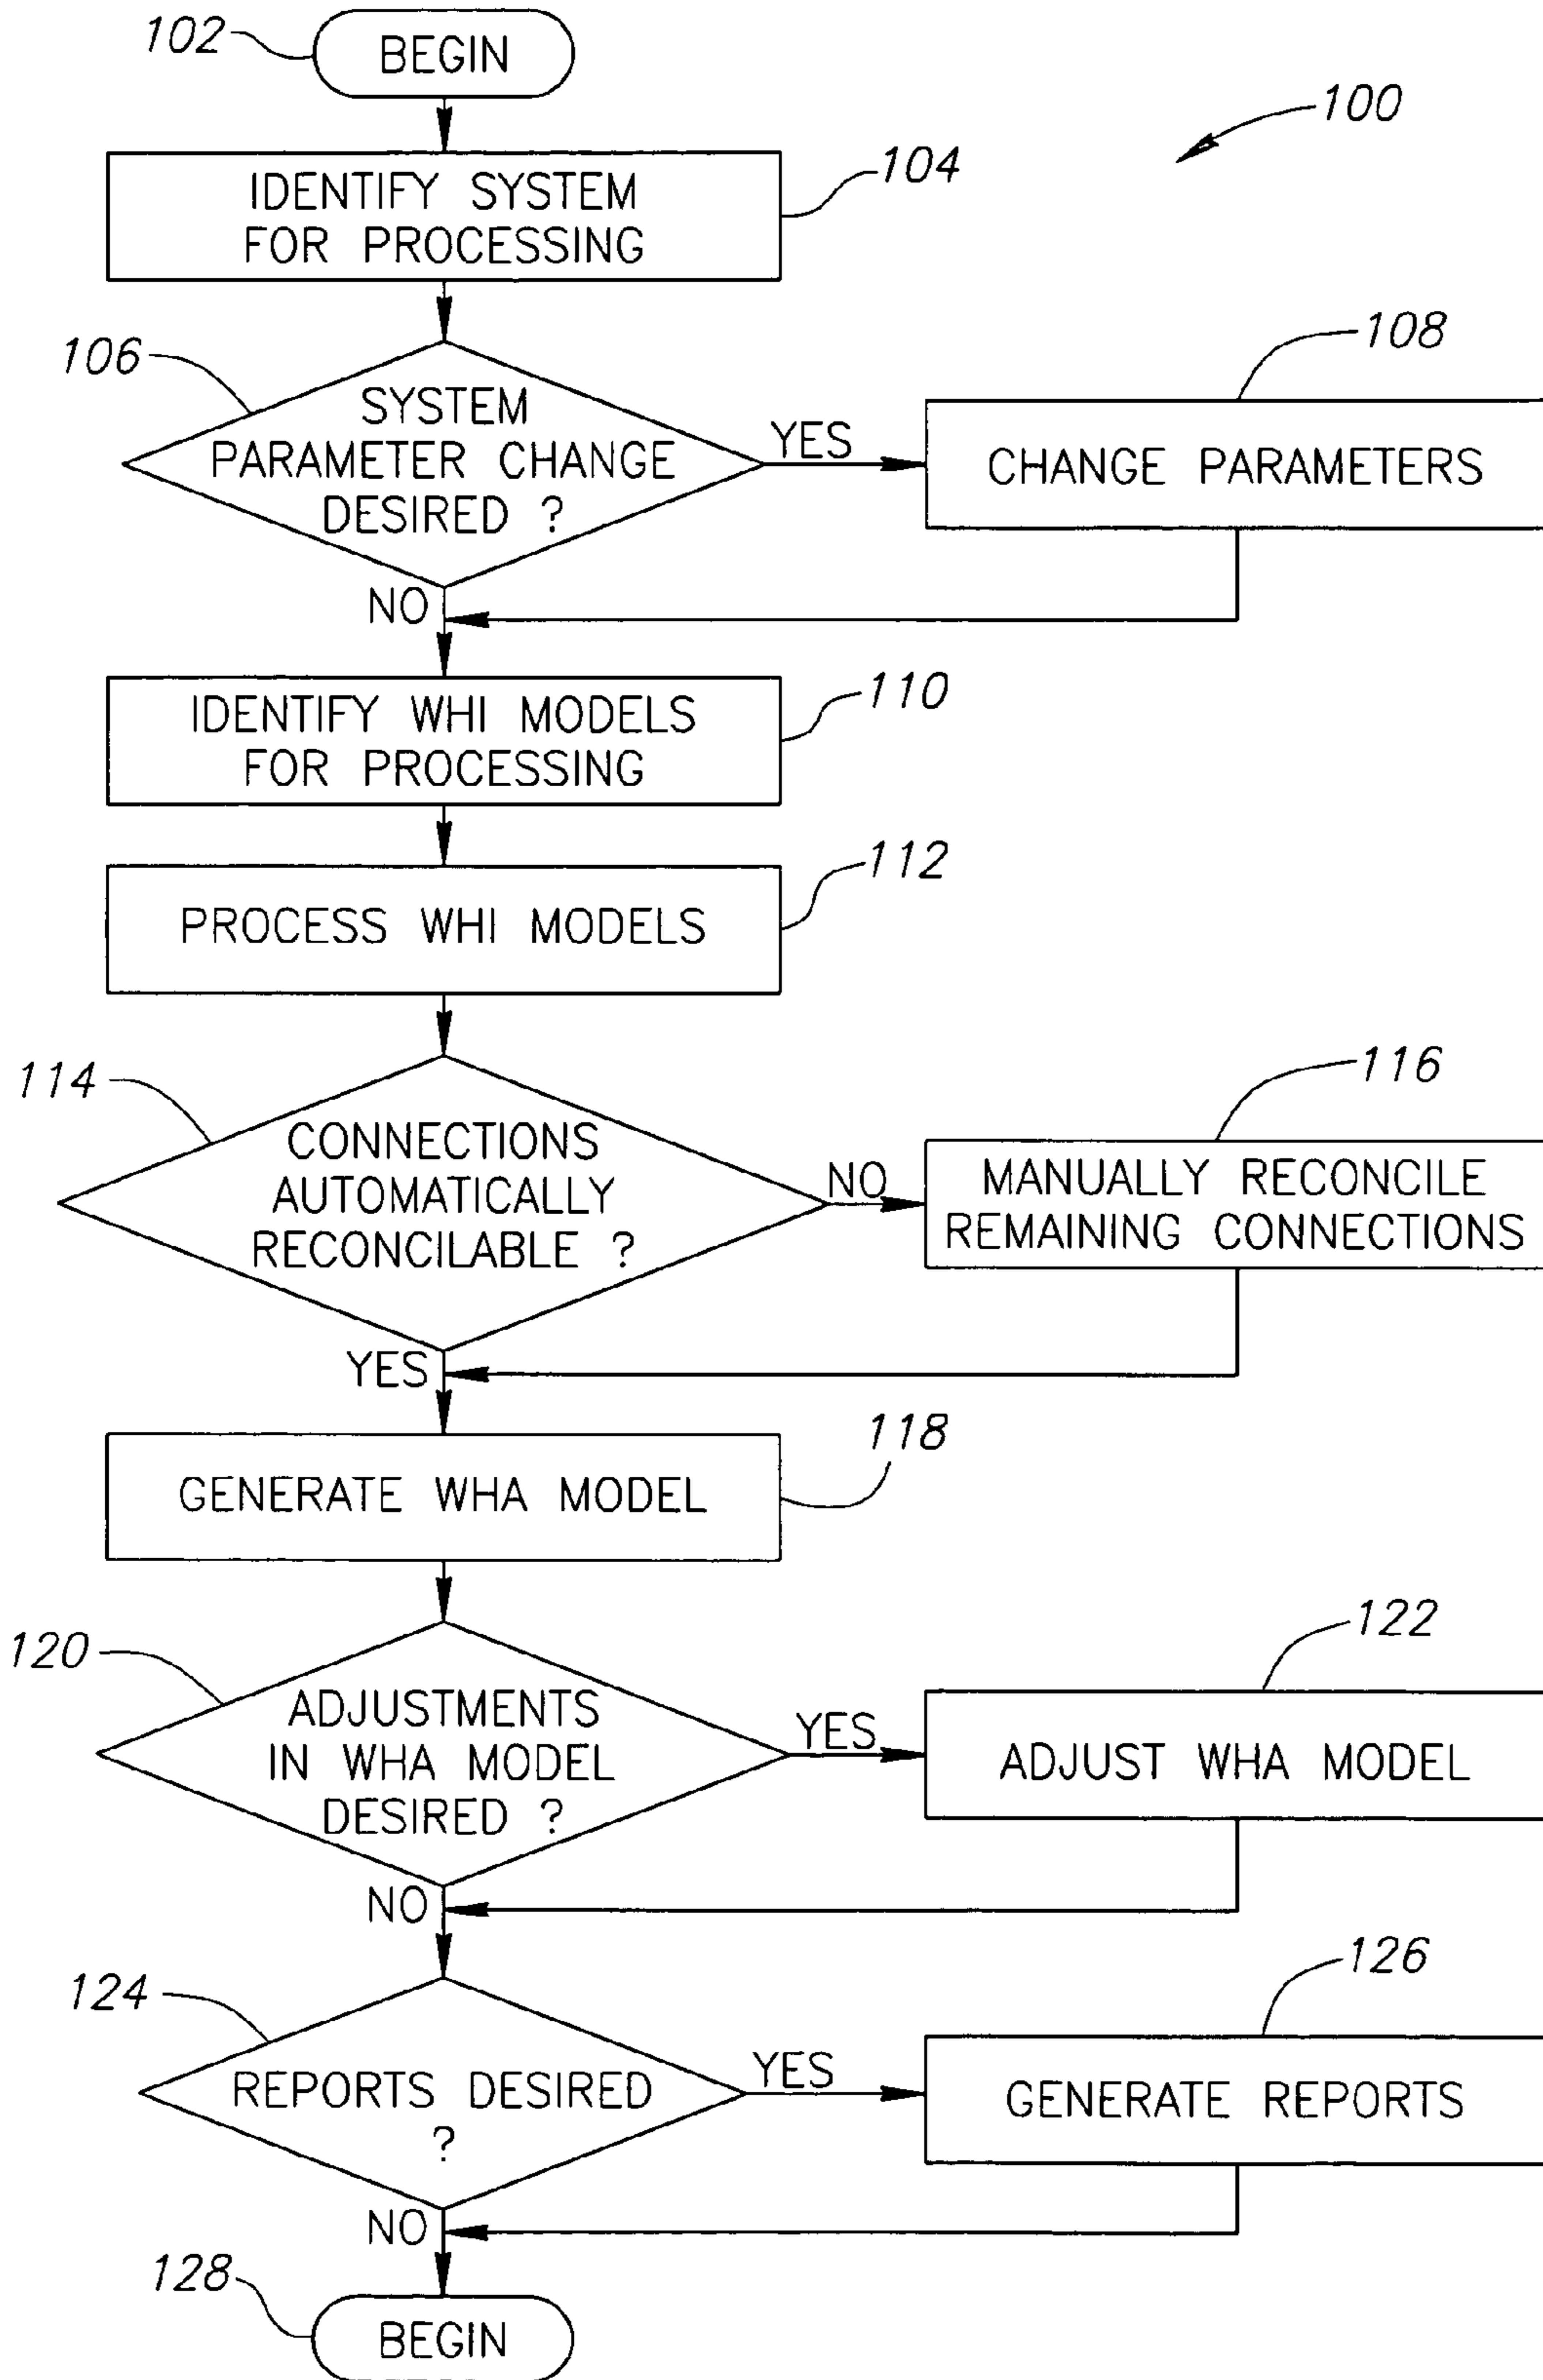 102
BEGIN
100
104
IDENTIFY SYSTEM
FOR PROCESSING
106
SYSTEM
PARAMETER CHANGE
DESIRED ?
YES
108
CHANGE PARAMETERS
NO
110
IDENTIFY WHI MODELS
FOR PROCESSING
112
PROCESS WHI MODELS
114
CONNECTIONS
AUTOMATICALLY
RECONCILABLE ?
NO
116
MANUALLY RECONCILE
REMAINING CONNECTIONS
YES
118
GENERATE WHA MODEL
120
ADJUSTMENTS
IN WHA MODEL
DESIRED ?
YES
122
ADJUST WHA MODEL
NO
124
REPORTS DESIRED
?
YES
126
GENERATE REPORTS
NO
128
BEGIN